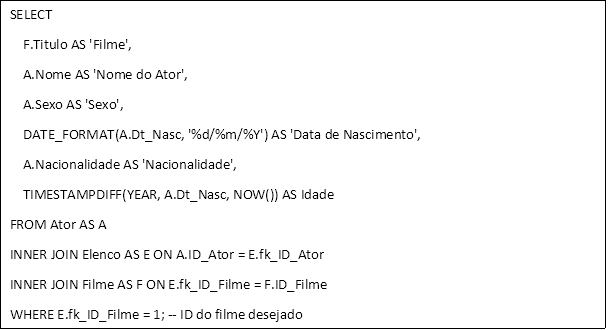 SELECT
F.Titulo AS 'Filme',
A.Nome AS 'Nome do Ator',
A.Sexo AS 'Sexo',
DATE_FORMAT(A.Dt_Nasc, '%d/%m/%Y') AS 'Data de Nascimento',
A.Nacionalidade AS 'Nacionalidade',
TIMESTAMPDIFF(YEAR, A.Dt_Nasc, NOW()) AS Idade
FROM Ator AS A
INNER JOIN Elenco AS E ON A.ID_Ator = E.fk_ID_Ator
INNER JOIN Filme AS F ON E.fk_ID_Filme = F.ID_Filme
WHERE E.fk_ID_Filme = 1; -- ID do filme desejado